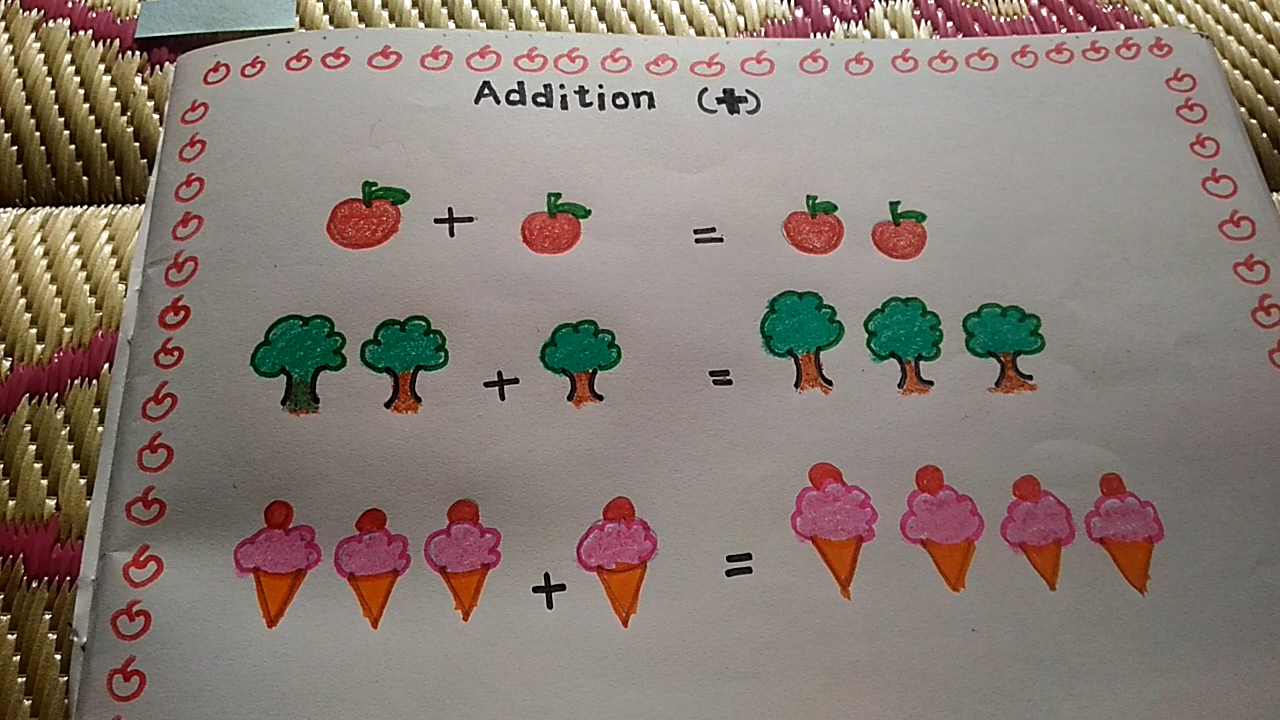 Addition (+)
+ =
+ =
+ =